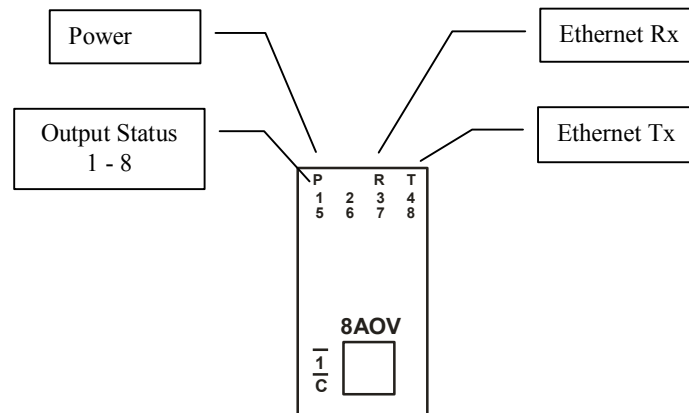 Power
Ethernet Rx
Output Status
1 - 8
Ethernet Tx
P R T
1 2 3 4
5 6 7 8
8AOV
1
C